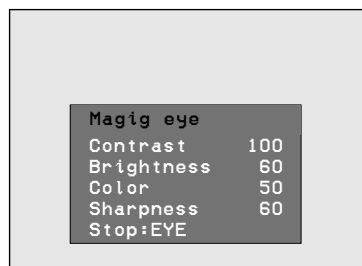 Magig eye
Contrast 100
Brightness 60
Color 50
Sharpness 60
Stop:EYE